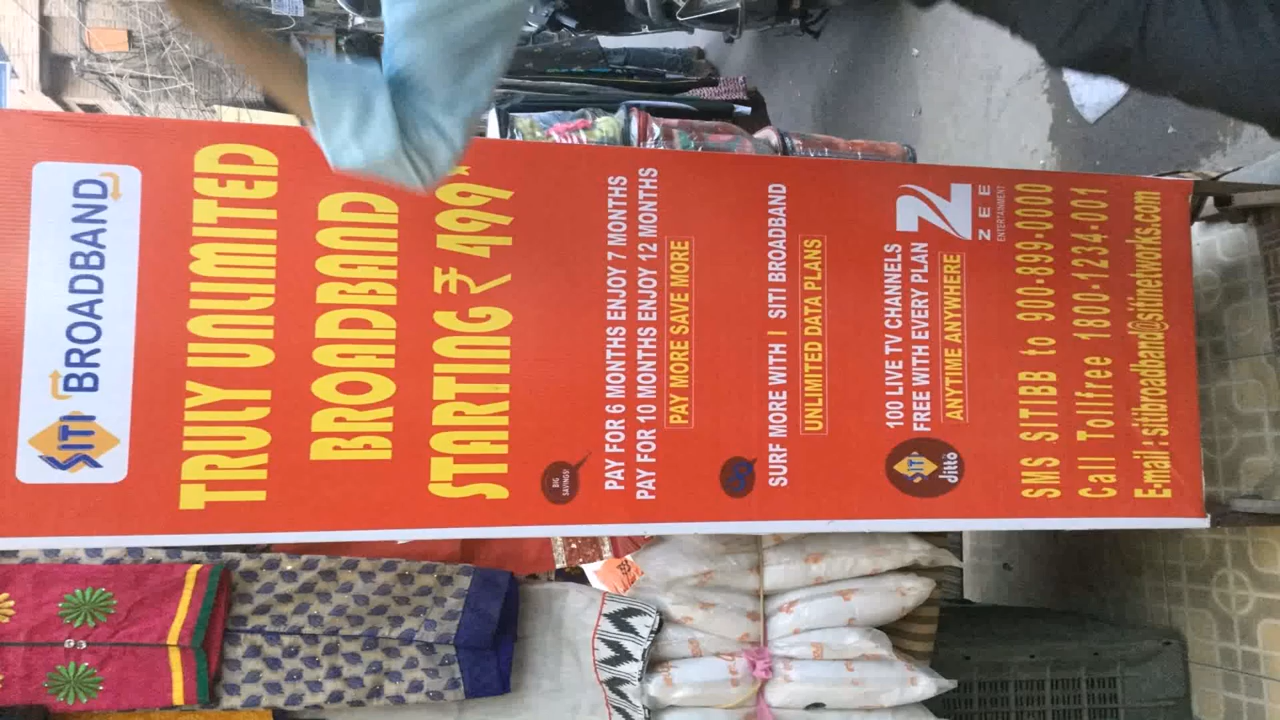 SITI BROADBAND
TRULY UNLIMITED
BROADBAND
STARTING ₹ 499*
BIG
SAVINGS!
PAY FOR 6 MONTHS ENJOY 7 MONTHS
PAY FOR 10 MONTHS ENJOY 12 MONTHS
PAY MORE SAVE MORE
SURF MORE WITH | SITI BROADBAND
UNLIMITED DATA PLANS
SITI
ditto
100 LIVE TV CHANNELS
FREE WITH EVERY PLAN
ANYTIME ANYWHERE
ZEE
ENTERTAINMENT
SMS SITIBB to 900-899-0000
Call Tollfree 1800-1234-001
E-mail : sitibroadband@sitinetworks.com